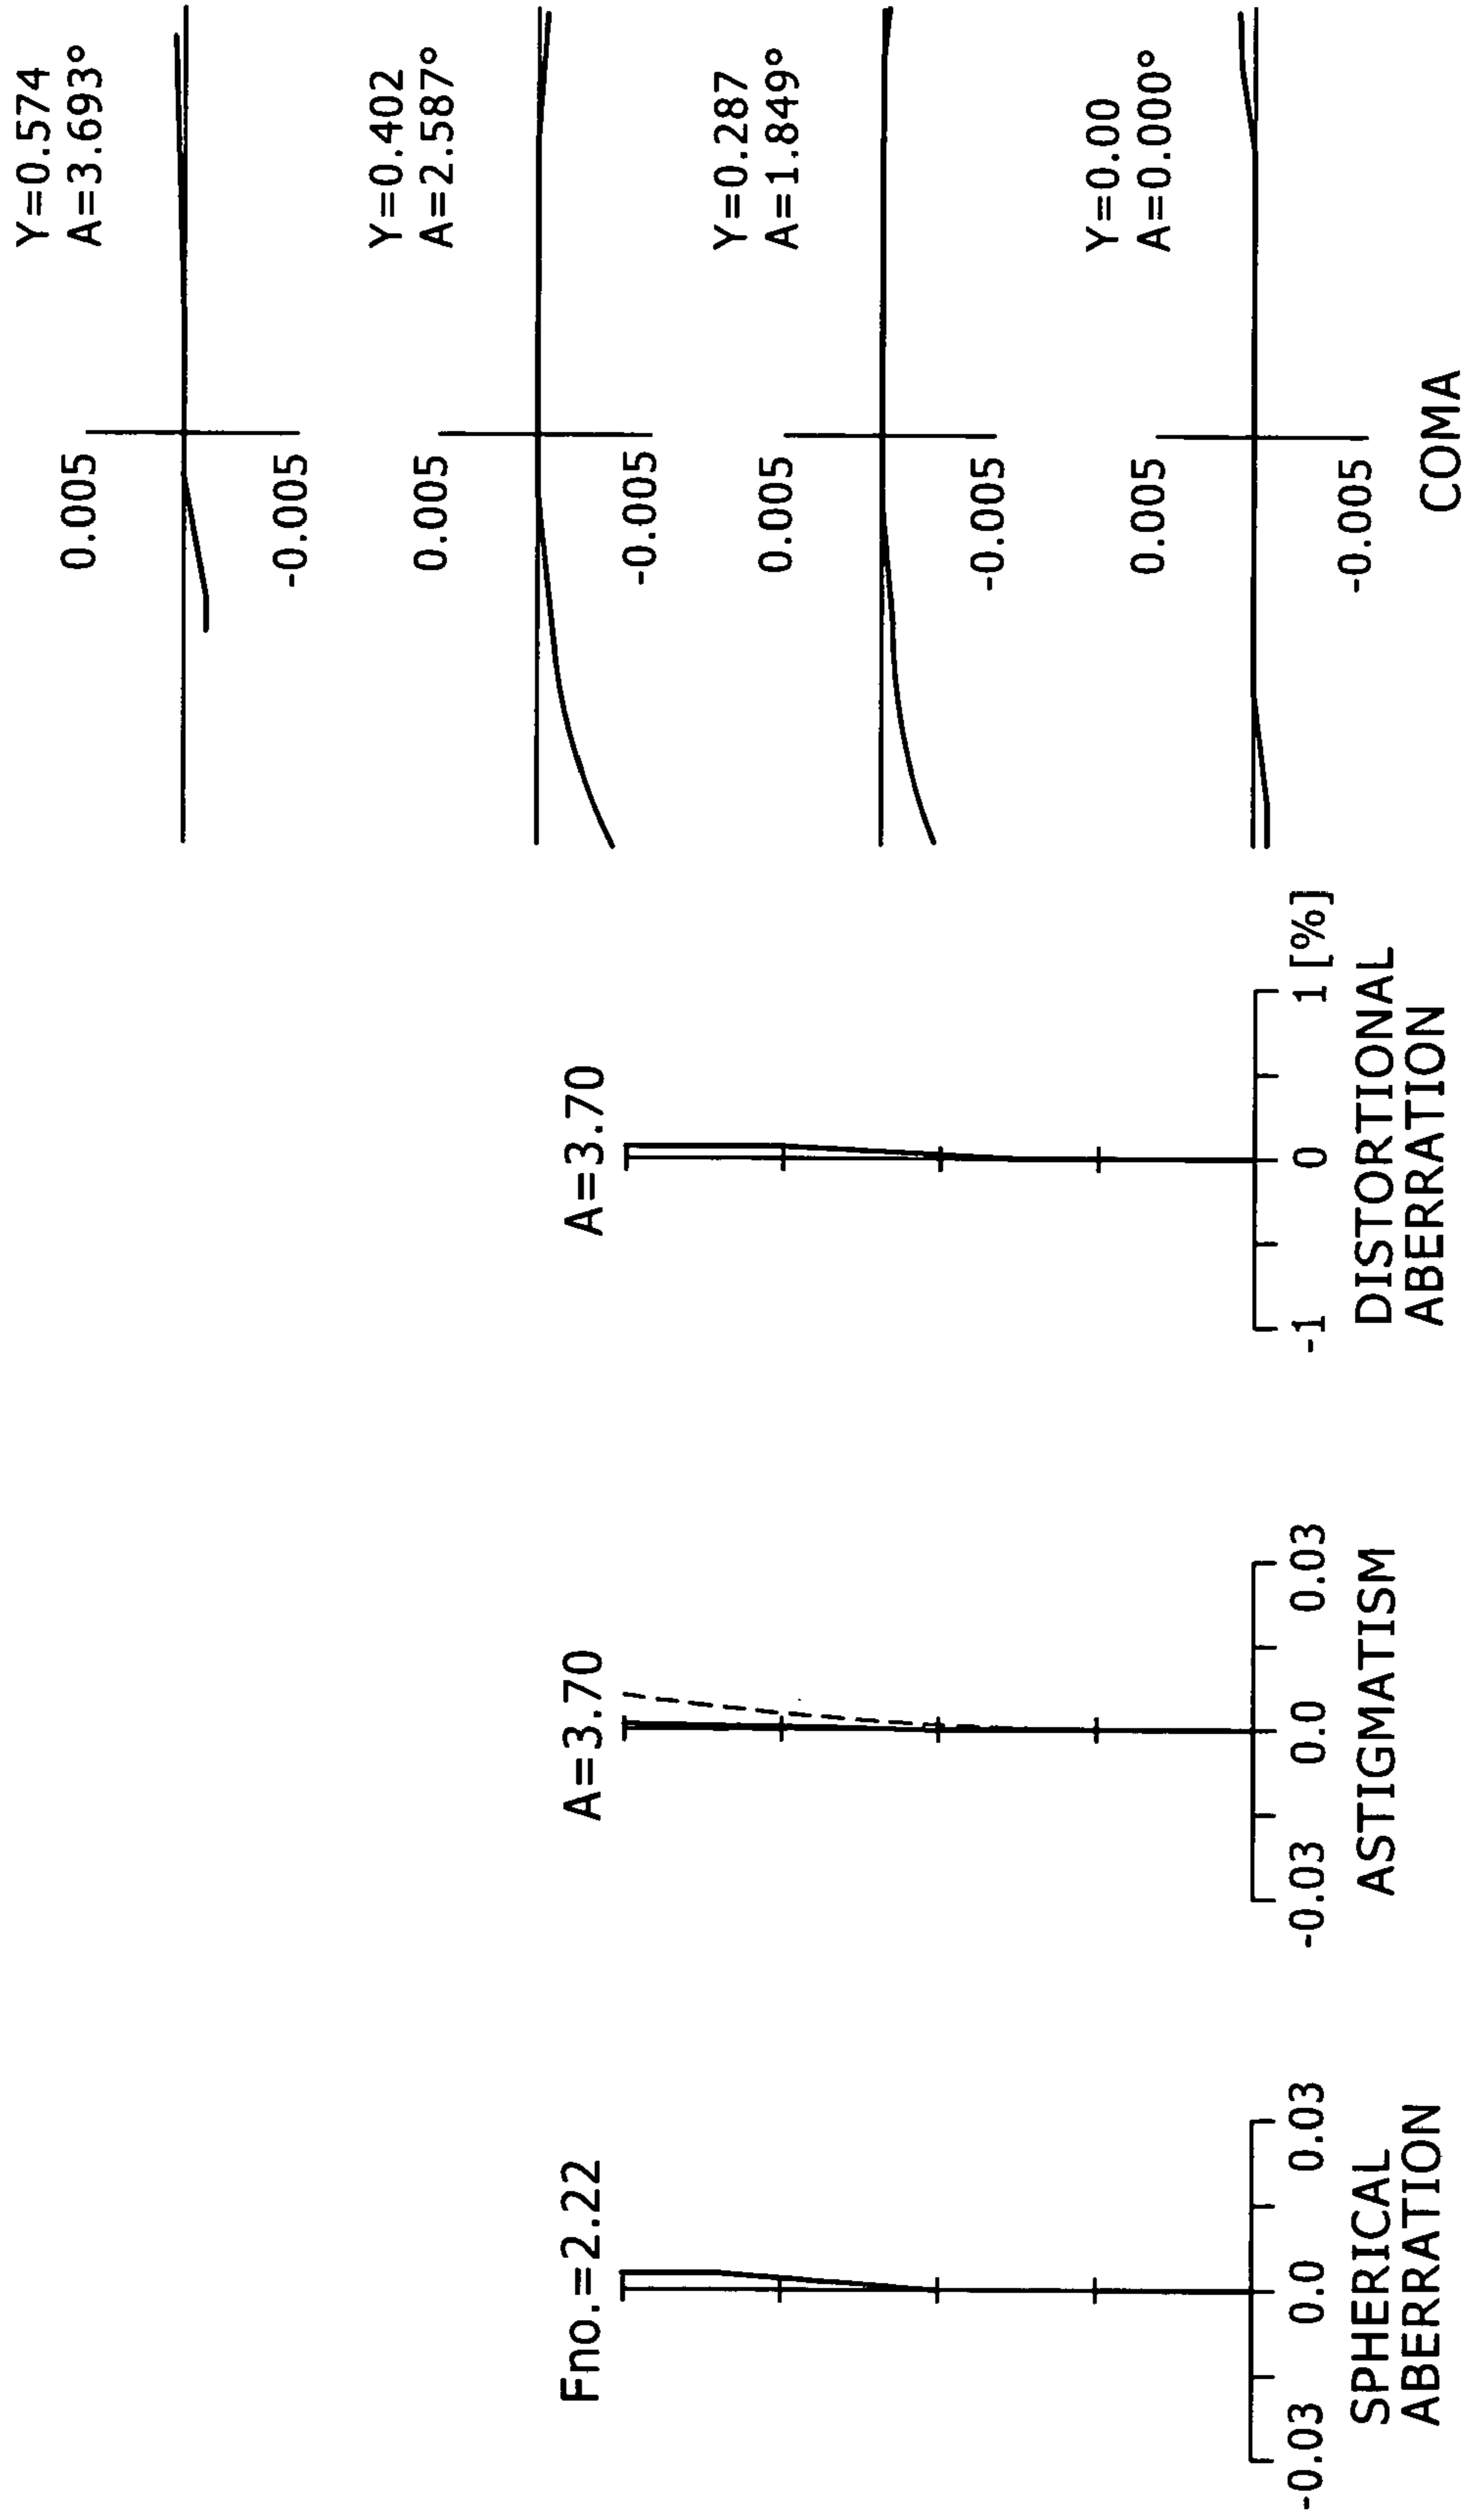 Fno.=2.22
-0.03
0.0
0.03
SPHERICAL
ABERRATION
A=3.70
-0.03
0.0
0.03
ASTIGMATISM
A=3.70
-1
0
1 [%]
DISTORTIONAL
ABERRATION
Y=0.574
A=3.693°
0.005
-0.005
Y=0.402
A=2.587°
0.005
-0.005
Y=0.287
A=1.849°
0.005
-0.005
Y=0.00
A=0.000°
0.005
-0.005
COMA